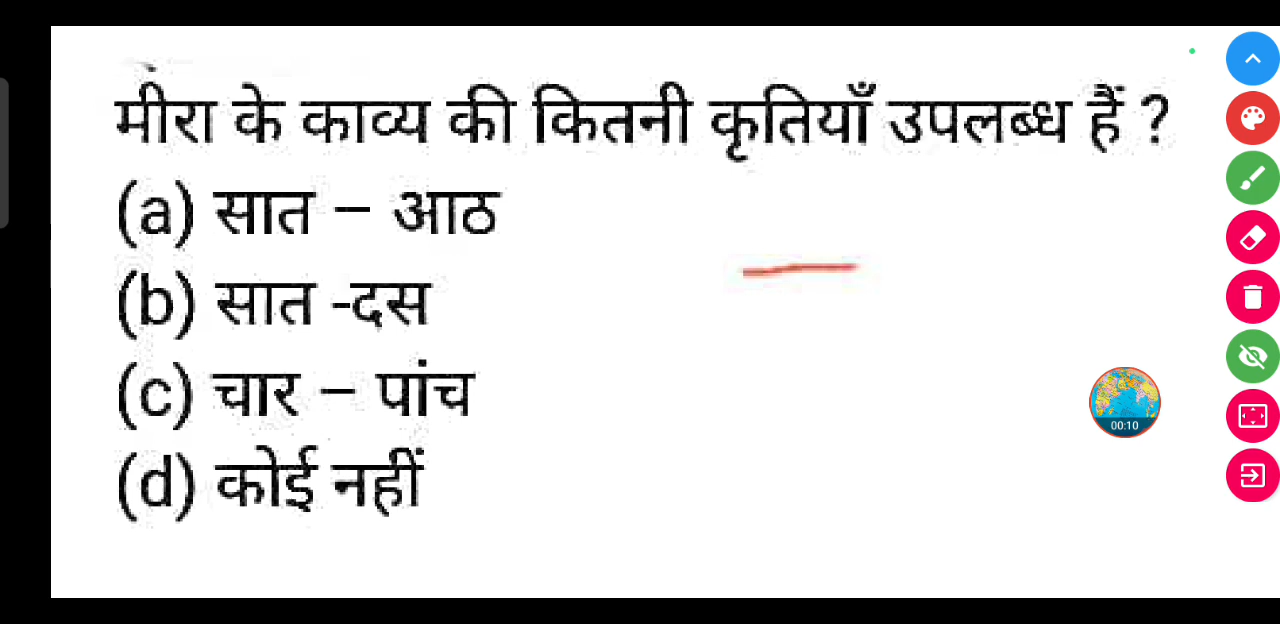 मीरा के काव्य की कितनी कृतियाँ उपलब्ध हैं ?
(a) सात – आठ
(b) सात -दस
(c) चार – पांच
00:10
(d) कोई नहीं